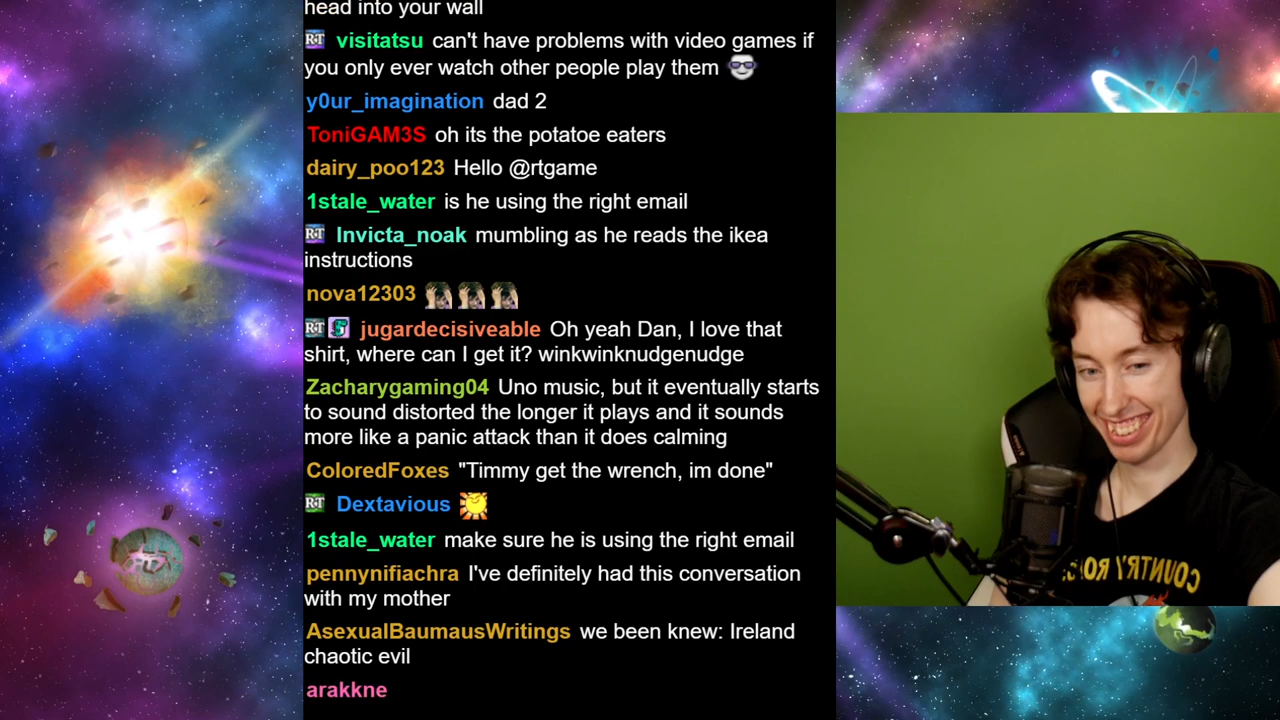 head into your wall
RT visitatsu can't have problems with video games if
you only ever watch other people play them
y0ur_imagination dad 2
ToniGAM3S oh its the potatoe eaters
dairy_poo123 Hello @rtgame
1stale_water is he using the right email
RT Invicta_noak mumbling as he reads the ikea
instructions
nova12303
RT jugardecisiveable Oh yeah Dan, I love that
shirt, where can I get it? winkwinknudgenudge
Zacharygaming04 Uno music, but it eventually starts
to sound distorted the longer it plays and it sounds
more like a panic attack than it does calming
ColoredFoxes "Timmy get the wrench, im done"
RT Dextavious
1stale_water make sure he is using the right email
pennynifiachra I've definitely had this conversation
with my mother
AsexualBaumausWritings we been knew: Ireland
chaotic evil
arakkne
COUNTRY